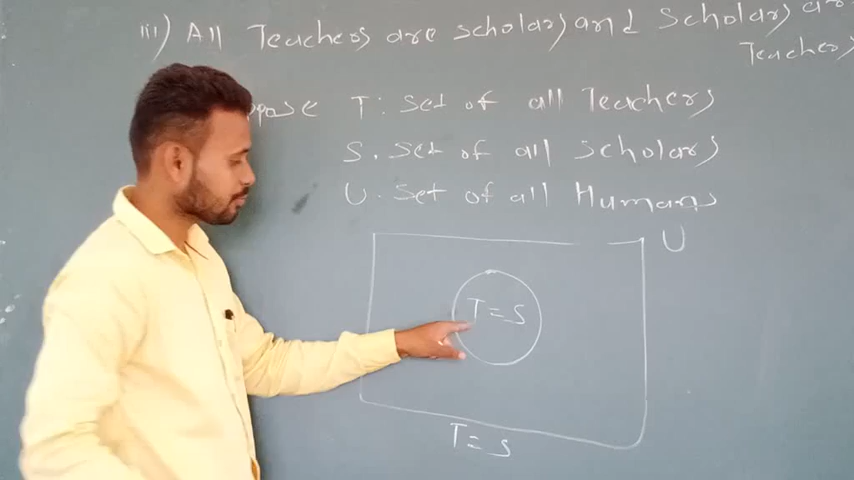 iii) All Teachers are scholars and Scholars are
Teachers
T: Set of all Teachers
S. Set of all Scholars
U. Set of all Humans
U
T=S
T=S